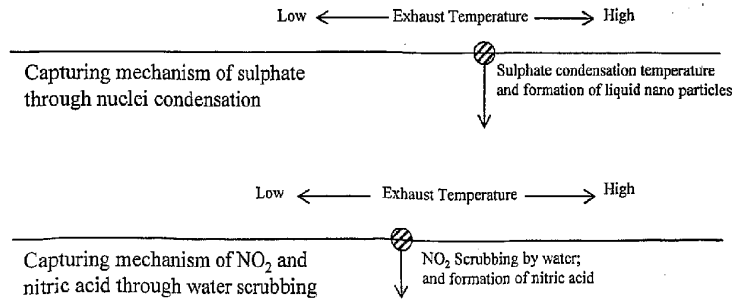 Low Exhaust Temperature High
Capturing mechanism of sulphate
through nuclei condensation
Sulphate condensation temperature
and formation of liquid nano particles
Low Exhaust Temperature High
Capturing mechanism of NO₂ and
nitric acid through water scrubbing
NO₂ Scrubbing by water;
and formation of nitric acid